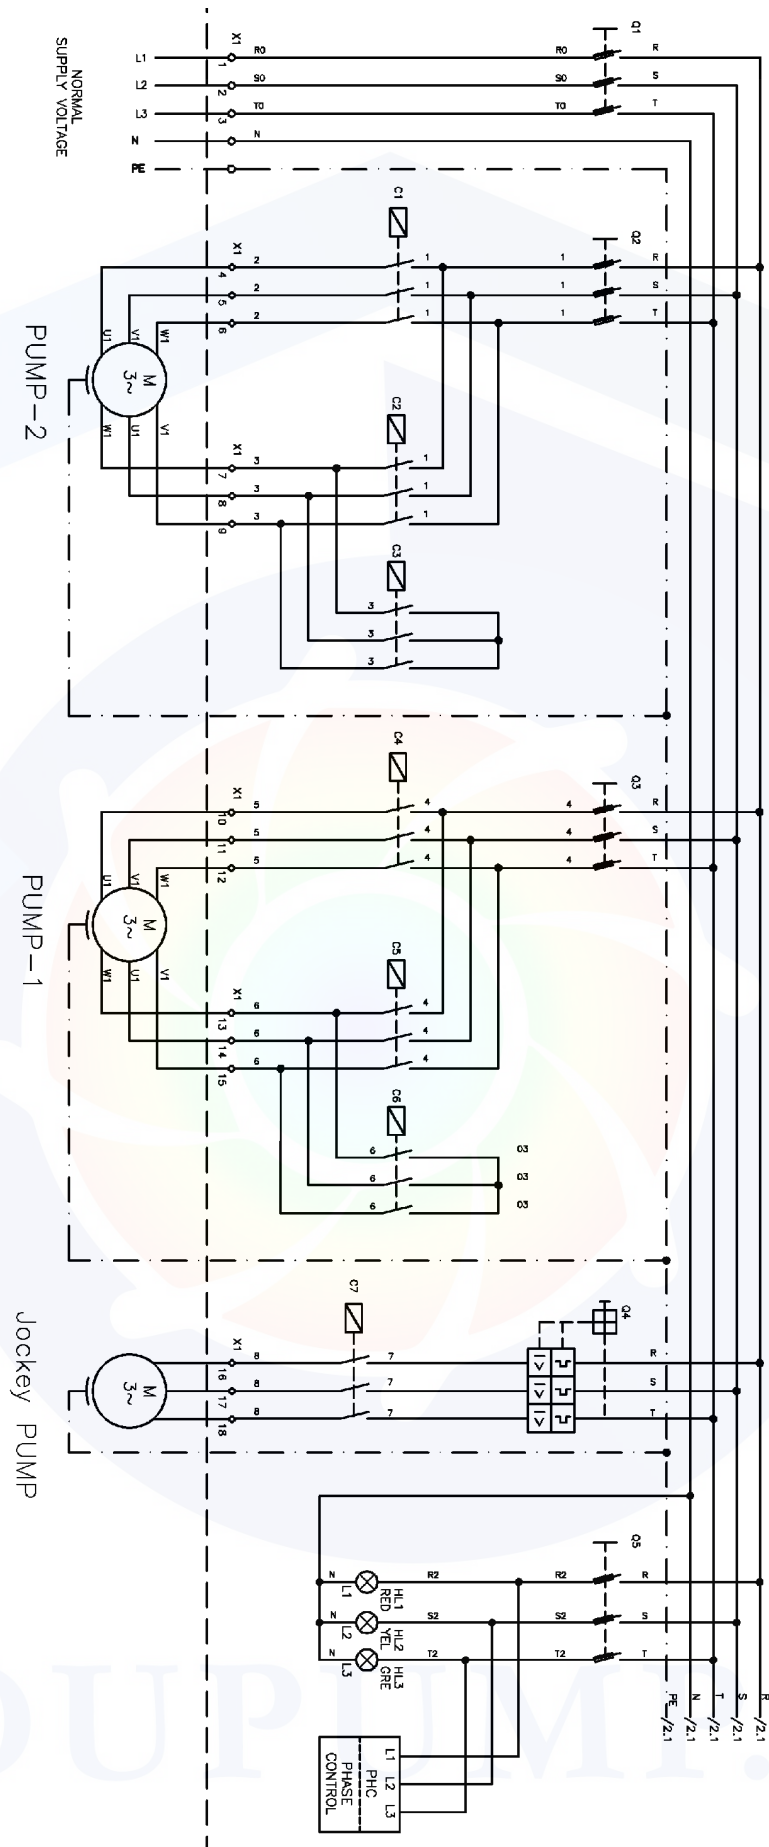 NORMAL
SUPPLY VOLTAGE
L1
L2
L3
N
PE
X1
1
2
3
R0
S0
T0
N
R0
S0
T0
Q1
R
S
T
PUMP-2
M
3~
U1
V1
W1
W1
U1
V1
X1
4
5
6
2
2
2
C1
1
1
1
1
1
1
Q2
R
S
T
X1
7
8
9
3
3
3
C2
1
1
1
C3
3
3
3
PUMP-1
M
3~
U1
V1
W1
W1
U1
V1
X1
10
11
12
5
5
5
C4
4
4
4
4
4
4
Q3
R
S
T
X1
13
14
15
6
6
6
C5
4
4
4
C6
6
6
6
03
03
03
Jockey PUMP
M
3~
X1
16
17
18
8
8
8
C7
7
7
Q4
R
S
T
N
N
N
L1
L2
L3
HL1
RED
HL2
YEL
HL3
GRE
R2
S2
T2
R2
S2
T2
Q5
R
S
T
L1
L2
L3
PHC
PHASE
CONTROL
PE /2.1
N /2.1
T /2.1
S /2.1
R /2.1
OUPUMP.